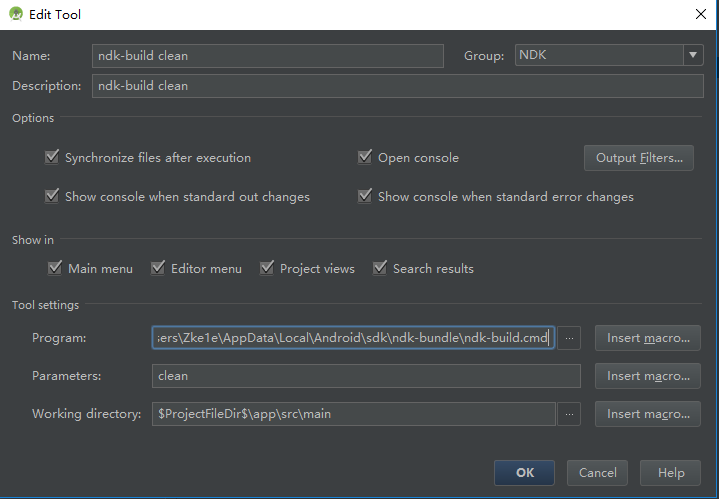 Edit Tool
Name: ndk-build clean Group: NDK
Description: ndk-build clean
Options
Synchronize files after execution Open console Output Filters...
Show console when standard out changes Show console when standard error changes
Show in
Main menu Editor menu Project views Search results
Tool settings
Program: ers\Zke1e\AppData\Local\Android\sdk\ndk-bundle\ndk-build.cmd ... Insert macro...
Parameters: clean Insert macro...
Working directory: $ProjectFileDir$\app\src\main ... Insert macro...
OK Cancel Help